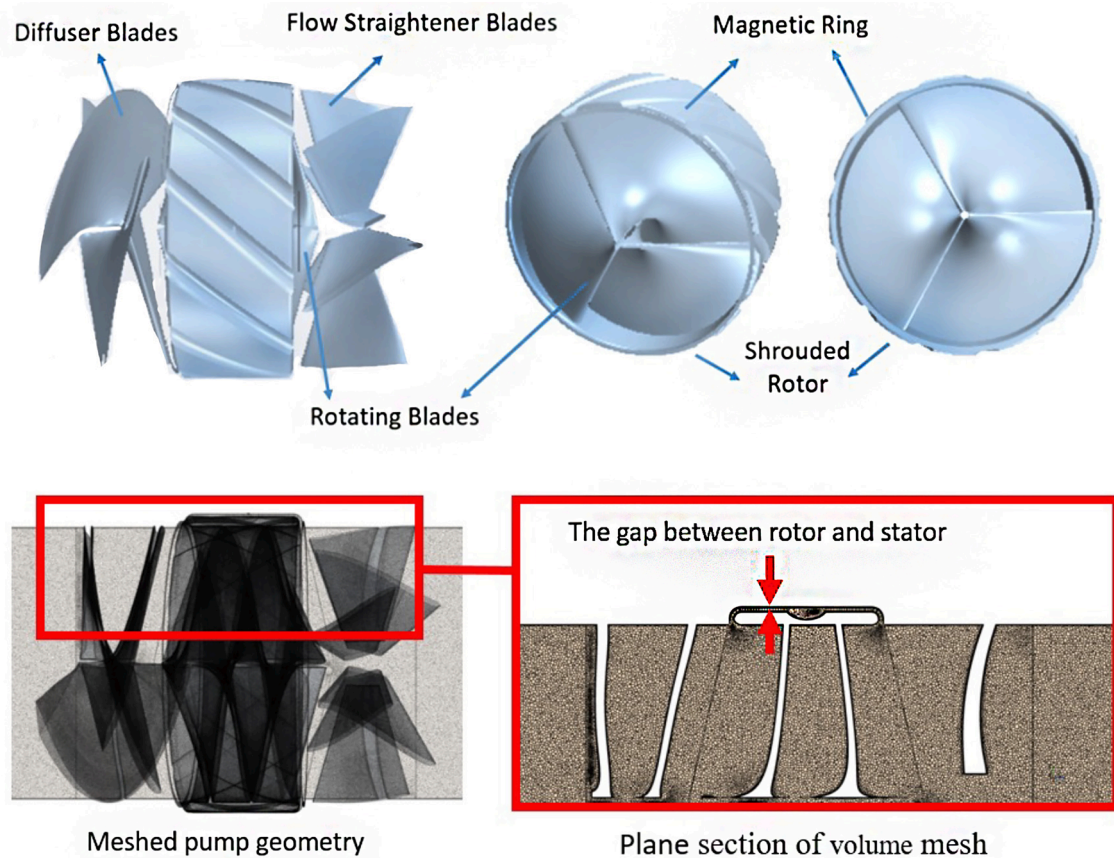 Diffuser Blades
Flow Straightener Blades
Magnetic Ring
Shrouded
Rotor
Rotating Blades
The gap between rotor and stator
Meshed pump geometry
Plane section of volume mesh